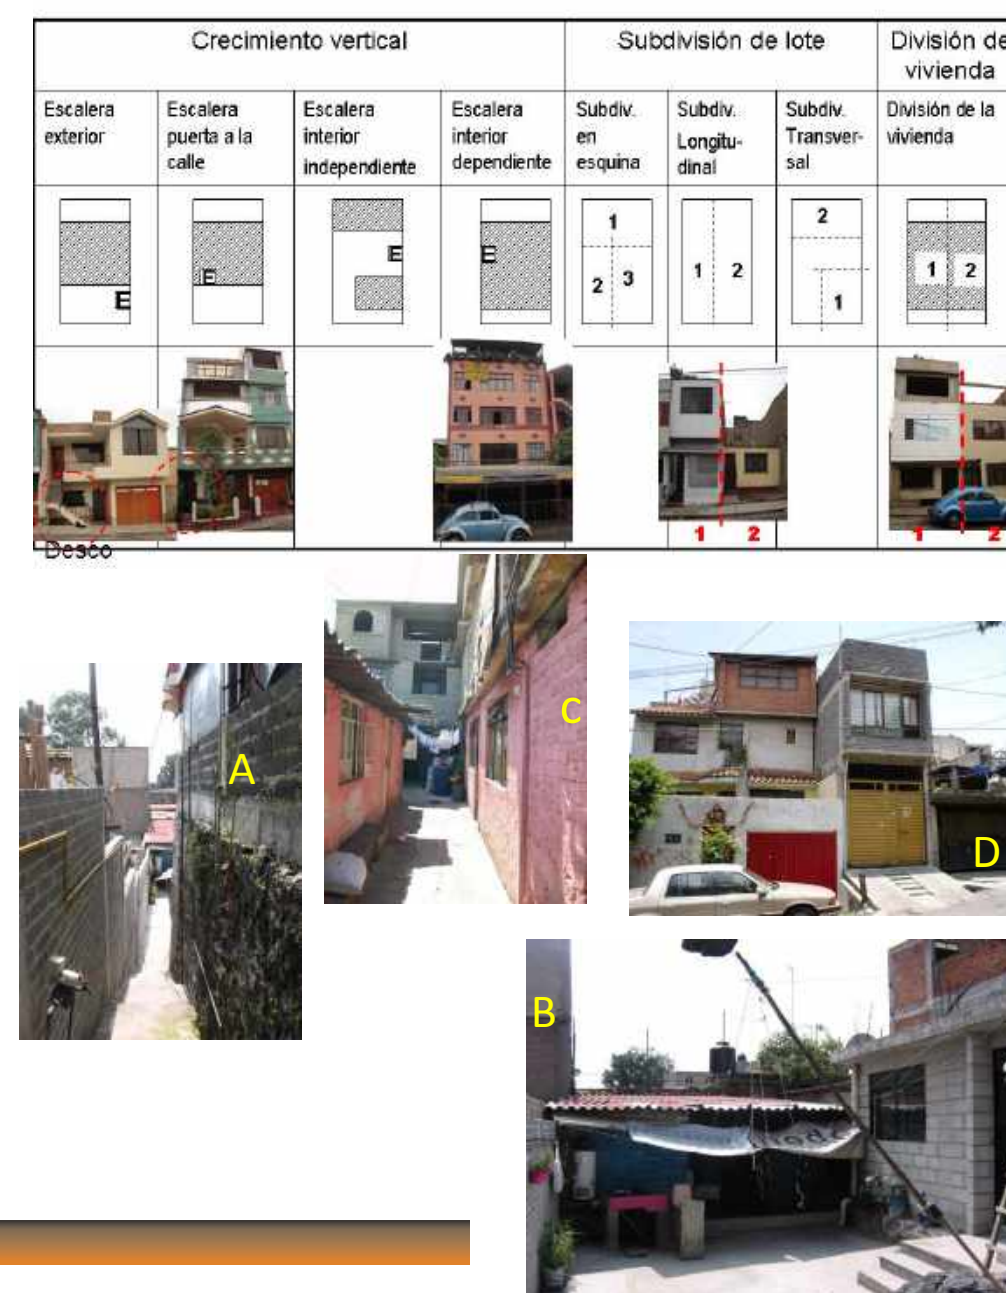 Crecimiento vertical
Subdivisión de lote
División de
vivienda
Escalera
exterior
Escalera
puerta a la
calle
Escalera
interior
independiente
Escalera
interior
dependiente
Subdiv.
en
esquina
Subdiv.
Longitu-
dinal
Subdiv.
Transver-
sal
División de la
vivienda
E
E
E
E
1
2 3
1 2
2
1
1 2
1 2
1 2
Desco
A
C
D
B